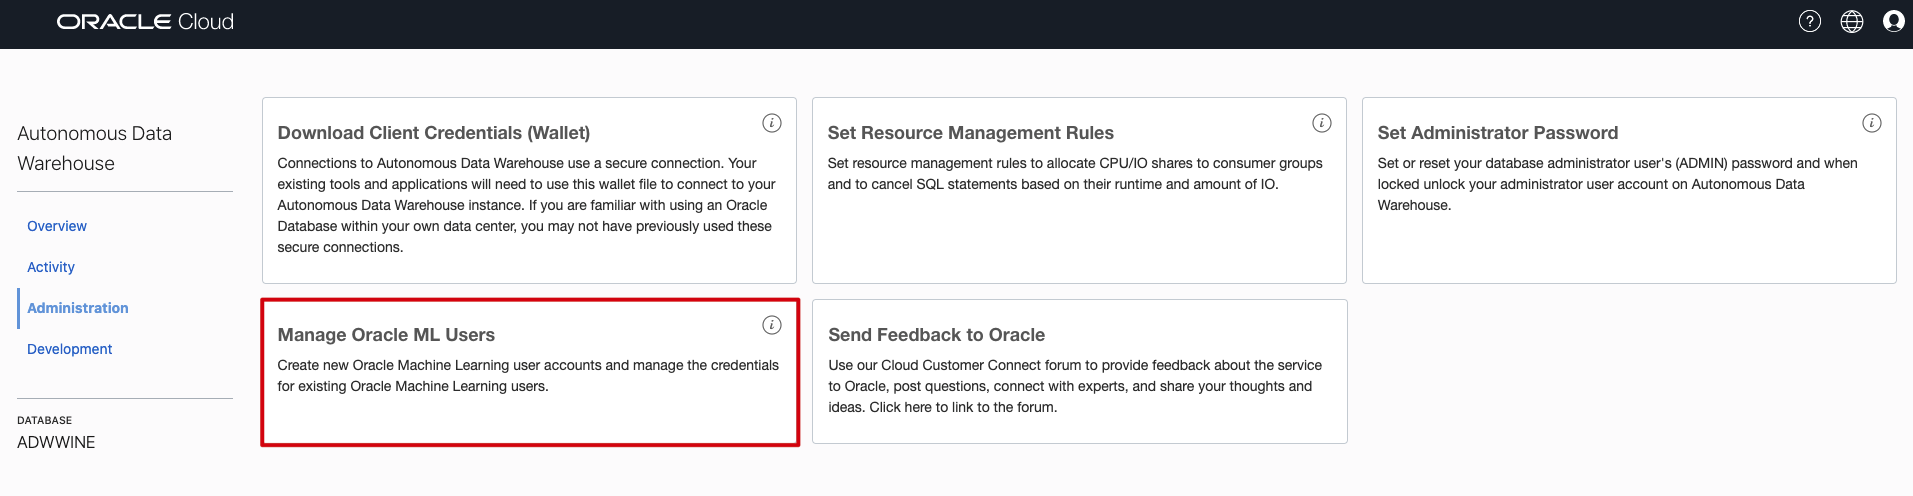 ORACLE Cloud
Autonomous Data
Warehouse
Overview
Activity
Administration
Development
DATABASE
ADWWINE
Download Client Credentials (Wallet)
Connections to Autonomous Data Warehouse use a secure connection. Your
existing tools and applications will need to use this wallet file to connect to your
Autonomous Data Warehouse instance. If you are familiar with using an Oracle
Database within your own data center, you may not have previously used these
secure connections.
Set Resource Management Rules
Set resource management rules to allocate CPU/IO shares to consumer groups
and to cancel SQL statements based on their runtime and amount of IO.
Set Administrator Password
Set or reset your database administrator user's (ADMIN) password and when
locked unlock your administrator user account on Autonomous Data
Warehouse.
Manage Oracle ML Users
Create new Oracle Machine Learning user accounts and manage the credentials
for existing Oracle Machine Learning users.
Send Feedback to Oracle
Use our Cloud Customer Connect forum to provide feedback about the service
to Oracle, post questions, connect with experts, and share your thoughts and
ideas. Click here to link to the forum.